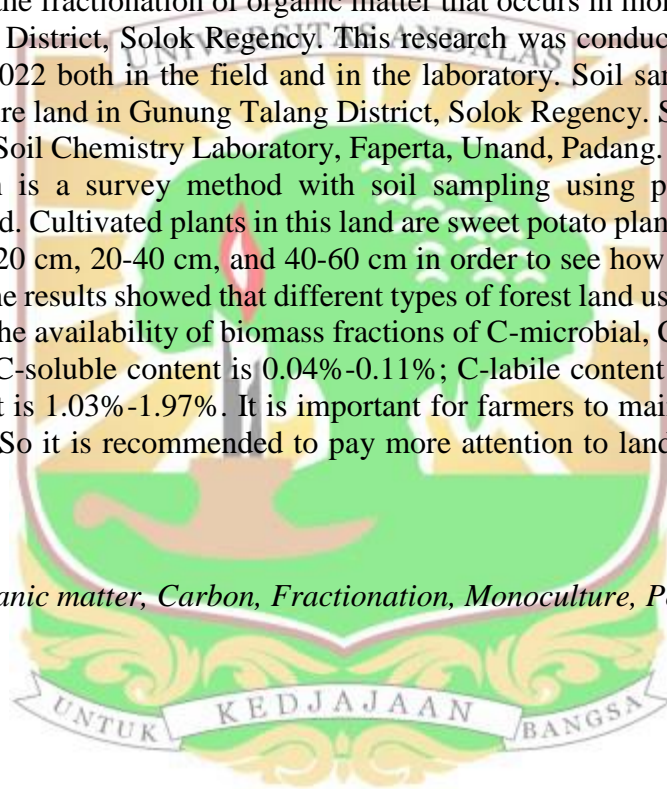 the fractionation of organic matter that occurs in mo
District, Solok Regency. This research was conduc
UNIVERSITAS ANDALAS
022 both in the field and in the laboratory. Soil sam
re land in Gunung Talang District, Solok Regency. S
Soil Chemistry Laboratory, Faperta, Unand, Padang.
is a survey method with soil sampling using p
d. Cultivated plants in this land are sweet potato plan
20 cm, 20-40 cm, and 40-60 cm in order to see how
e results showed that different types of forest land us
he availability of biomass fractions of C-microbial, C
C-soluble content is 0.04%-0.11%; C-labile content
t is 1.03%-1.97%. It is important for farmers to mai
So it is recommended to pay more attention to land
anic matter, Carbon, Fractionation, Monoculture, P
UNTUK KEDJAJAAN BANGSA